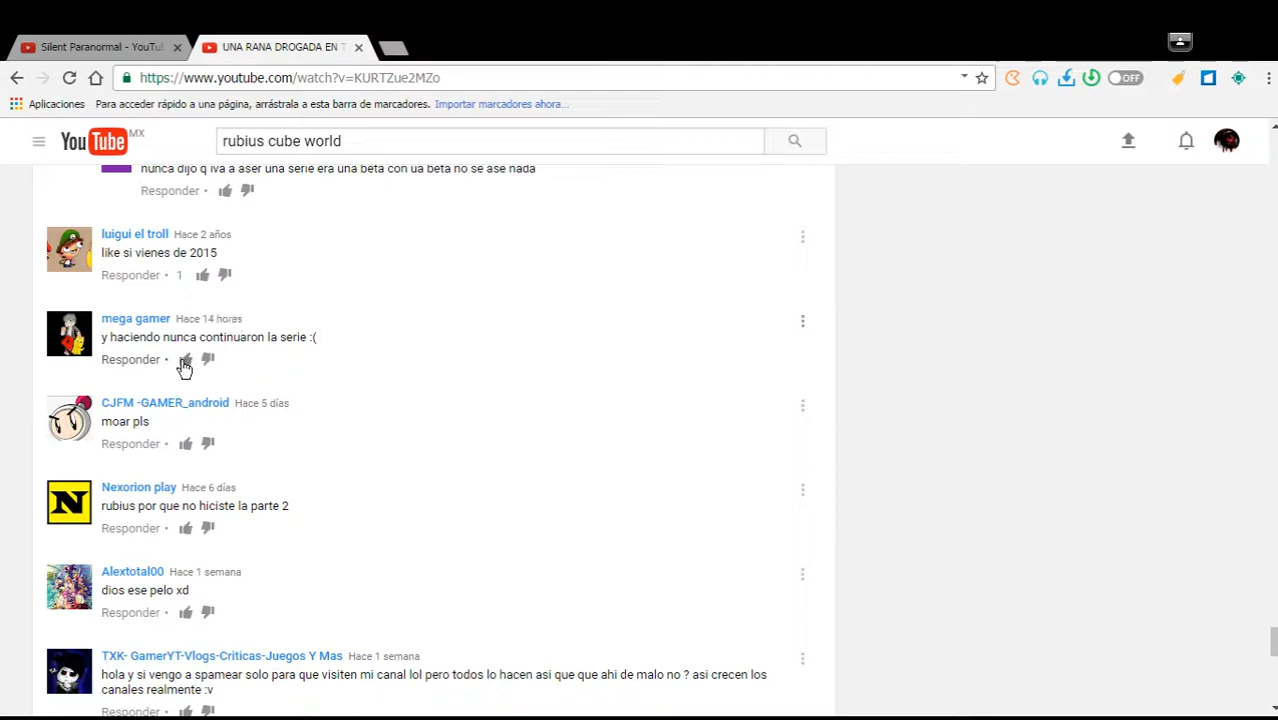 Silent Paranormal - YouTu
UNA RANA DROGADA EN T
https://www.youtube.com/watch?v=KURTZue2MZo
OFF
Aplicaciones Para acceder rápido a una página, arrástrala a esta barra de marcadores. Importar marcadores ahora...
YouTube MX
rubius cube world
nunca dijo q iva a aser una serie era una beta con ua beta no se ase nada
Responder •
luigui el troll Hace 2 años
like si vienes de 2015
Responder • 1
mega gamer Hace 14 horas
y haciendo nunca continuaron la serie :(
Responder •
CJFM -GAMER_android Hace 5 días
moar pls
Responder •
N
Nexorion play Hace 6 días
rubius por que no hiciste la parte 2
Responder •
Alextotal00 Hace 1 semana
dios ese pelo xd
Responder •
TXK- GamerYT-Vlogs-Criticas-Juegos Y Mas Hace 1 semana
hola y si vengo a spamear solo para que visiten mi canal lol pero todos lo hacen asi que que ahi de malo no ? asi crecen los
canales realmente :v
Responder •